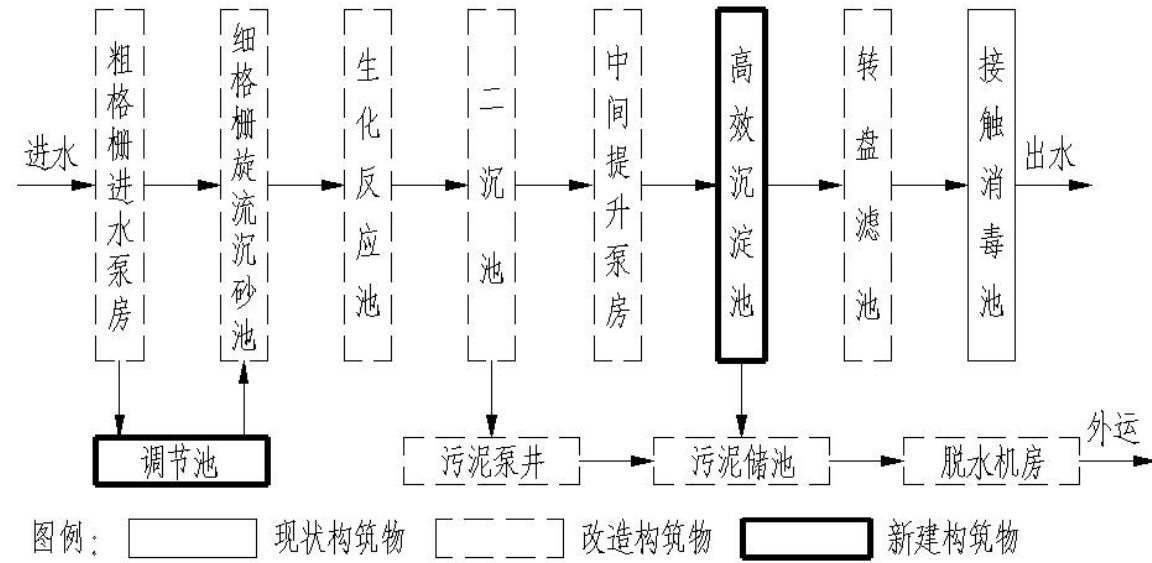 进水
粗格栅进水泵房
细格栅旋流沉砂池
生化反应池
二沉池
中间提升泵房
高效沉淀池
转盘滤池
接触消毒池
出水
调节池
污泥泵井
污泥储池
脱水机房
外运
图例:
现状构筑物
改造构筑物
新建构筑物